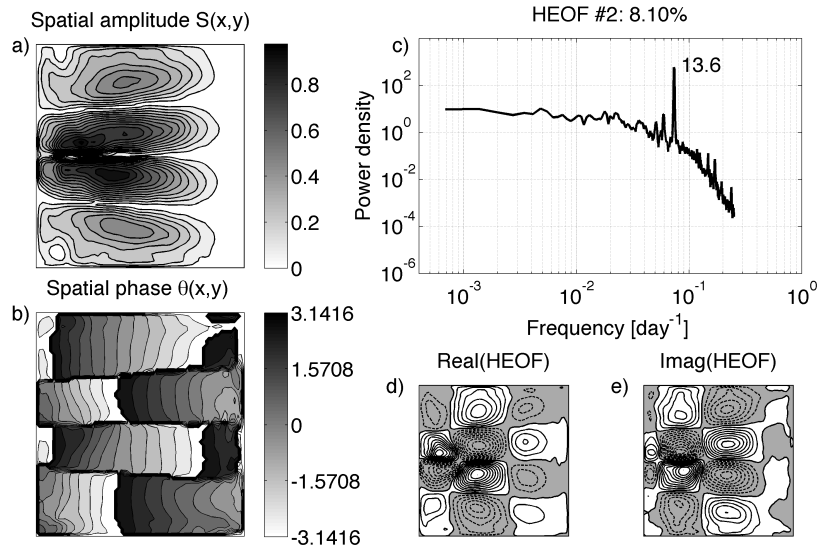 Spatial amplitude S(x,y)
a)
0.8
0.6
0.4
0.2
0
HEOF #2: 8.10%
c)
13.6
Power density
10^2
10^0
10^-2
10^-4
10^-6
10^-3
10^-2
10^-1
10^0
Frequency [day^-1]
Spatial phase θ(x,y)
b)
3.1416
1.5708
0
-1.5708
-3.1416
Real(HEOF)
d)
Imag(HEOF)
e)